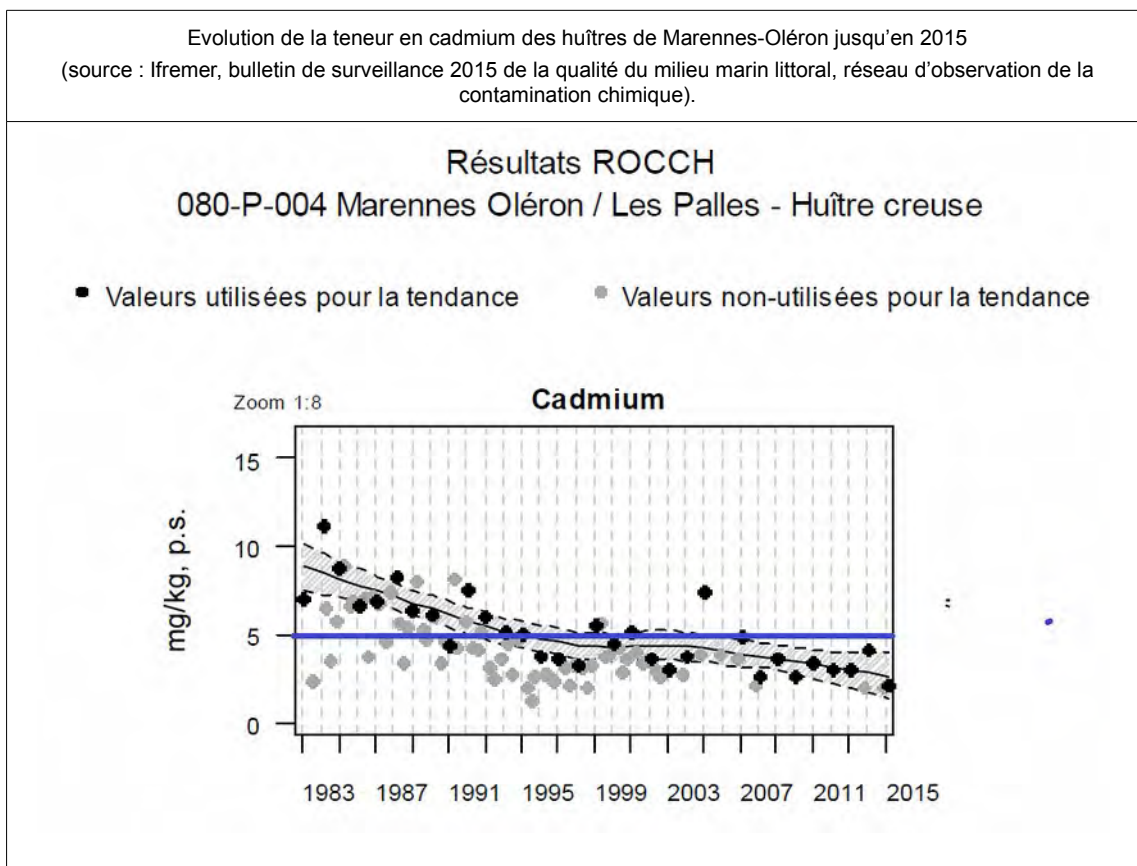 Evolution de la teneur en cadmium des huîtres de Marennes-Oléron jusqu’en 2015
(source : Ifremer, bulletin de surveillance 2015 de la qualité du milieu marin littoral, réseau d’observation de la
contamination chimique).
Résultats ROCCH
080-P-004 Marennes Oléron / Les Palles - Huître creuse
Valeurs utilisées pour la tendance
Valeurs non-utilisées pour la tendance
Zoom 1:8
Cadmium
mg/kg, p.s.
15
10
5
0
1983 1987 1991 1995 1999 2003 2007 2011 2015